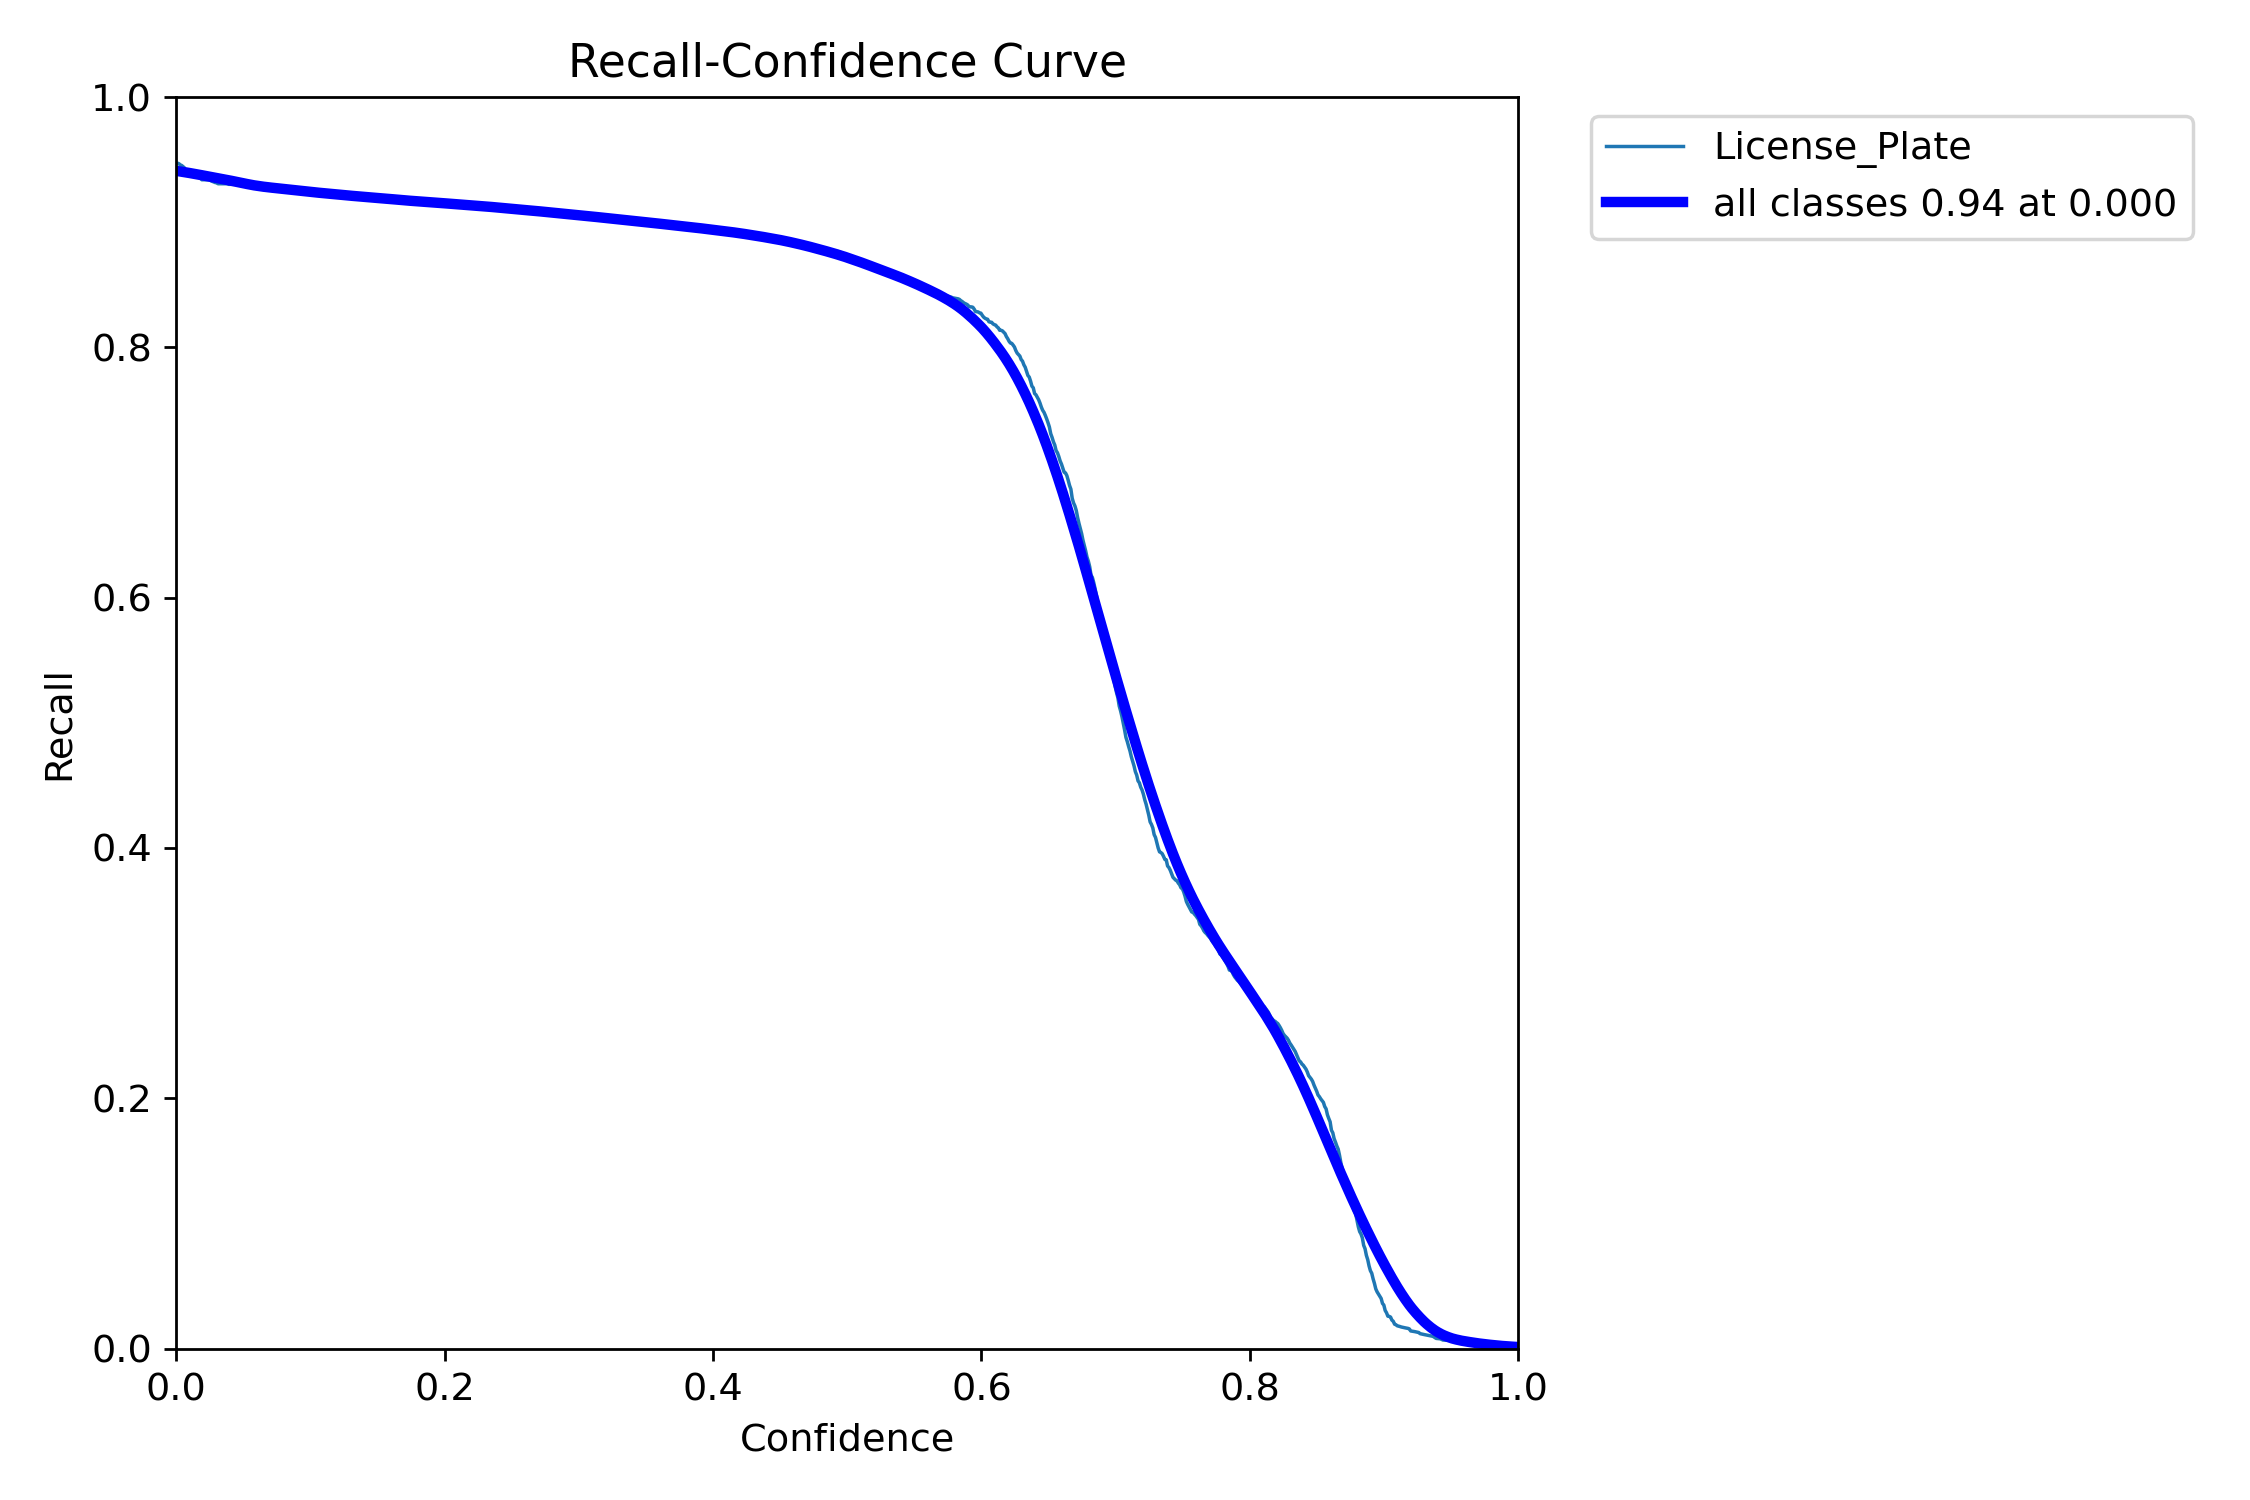 Recall-Confidence Curve
1.0
0.8
0.6
0.4
0.2
0.0
Recall
0.0 0.2 0.4 0.6 0.8 1.0
Confidence
License_Plate
all classes 0.94 at 0.000